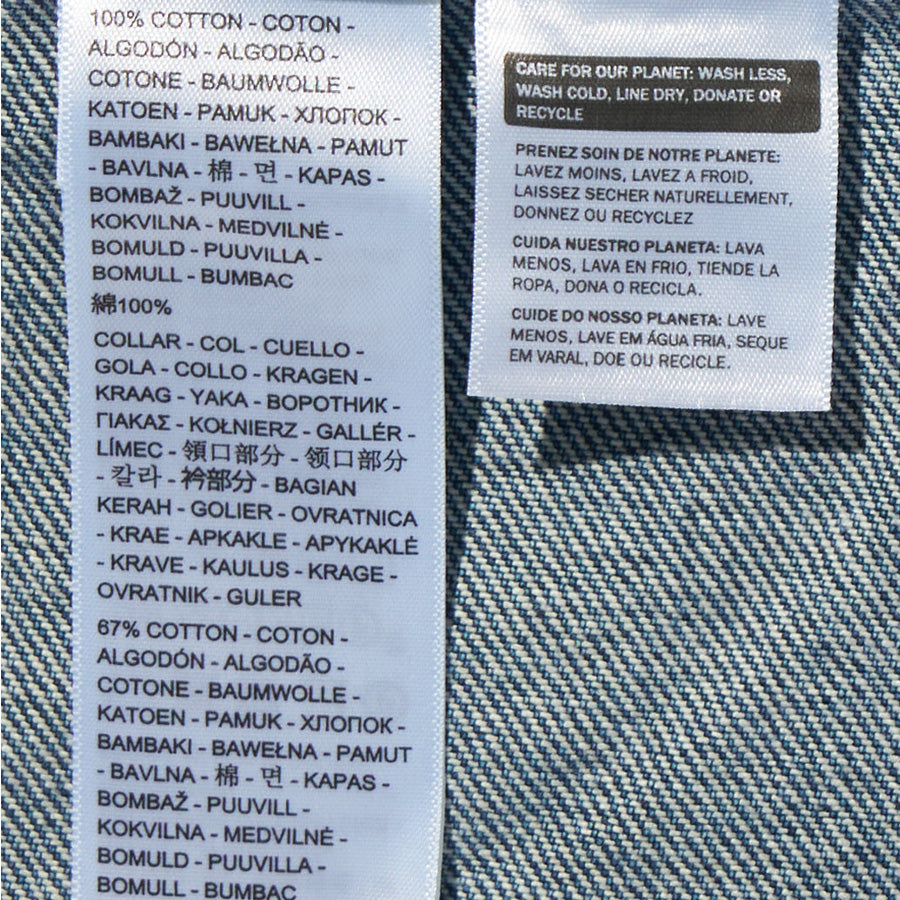 100% COTTON - COTON -
ALGODÓN - ALGODÃO -
COTONE - BAUMWOLLE -
KATOEN - PAMUK - ХЛОПОК -
BAMBAKI - BAWEŁNA - PAMUT
- BAVLNA - 棉 - 면 - KAPAS -
BOMBAŽ - PUUVILL -
KOKVILNA - MEDVILNĖ -
BOMULD - PUUVILLA -
BOMULL - BUMBAC
綿100%
COLLAR - COL - CUELLO -
GOLA - COLLO - KRAGEN -
KRAAG - YAKA - ВОРОТНИК -
ΓΙΑΚΑΣ - KOŁNIERZ - GALLÉR -
LÍMEC - 領口部分 - 领口部分
- 칼라 - 衿部分 - BAGIAN
KERAH - GOLIER - OVRATNICA
- KRAE - APKAKLE - APYKAKLĖ
- KRAVE - KAULUS - KRAGE -
OVRATNIK - GULER
67% COTTON - COTON -
ALGODÓN - ALGODÃO -
COTONE - BAUMWOLLE -
KATOEN - PAMUK - ХЛОПОК -
BAMBAKI - BAWEŁNA - PAMUT
- BAVLNA - 棉 - 면 - KAPAS -
BOMBAŽ - PUUVILL -
KOKVILNA - MEDVILNĖ -
BOMULD - PUUVILLA -
BOMULL - BUMBAC
CARE FOR OUR PLANET: WASH LESS,
WASH COLD, LINE DRY, DONATE OR
RECYCLE
PRENEZ SOIN DE NOTRE PLANETE:
LAVEZ MOINS, LAVEZ A FROID,
LAISSEZ SECHER NATURELLEMENT,
DONNEZ OU RECYCLEZ
CUIDA NUESTRO PLANETA: LAVA
MENOS, LAVA EN FRIO, TIENDE LA
ROPA, DONA O RECICLA.
CUIDE DO NOSSO PLANETA: LAVE
MENOS, LAVE EM ÁGUA FRIA, SEQUE
EM VARAL, DOE OU RECICLE.